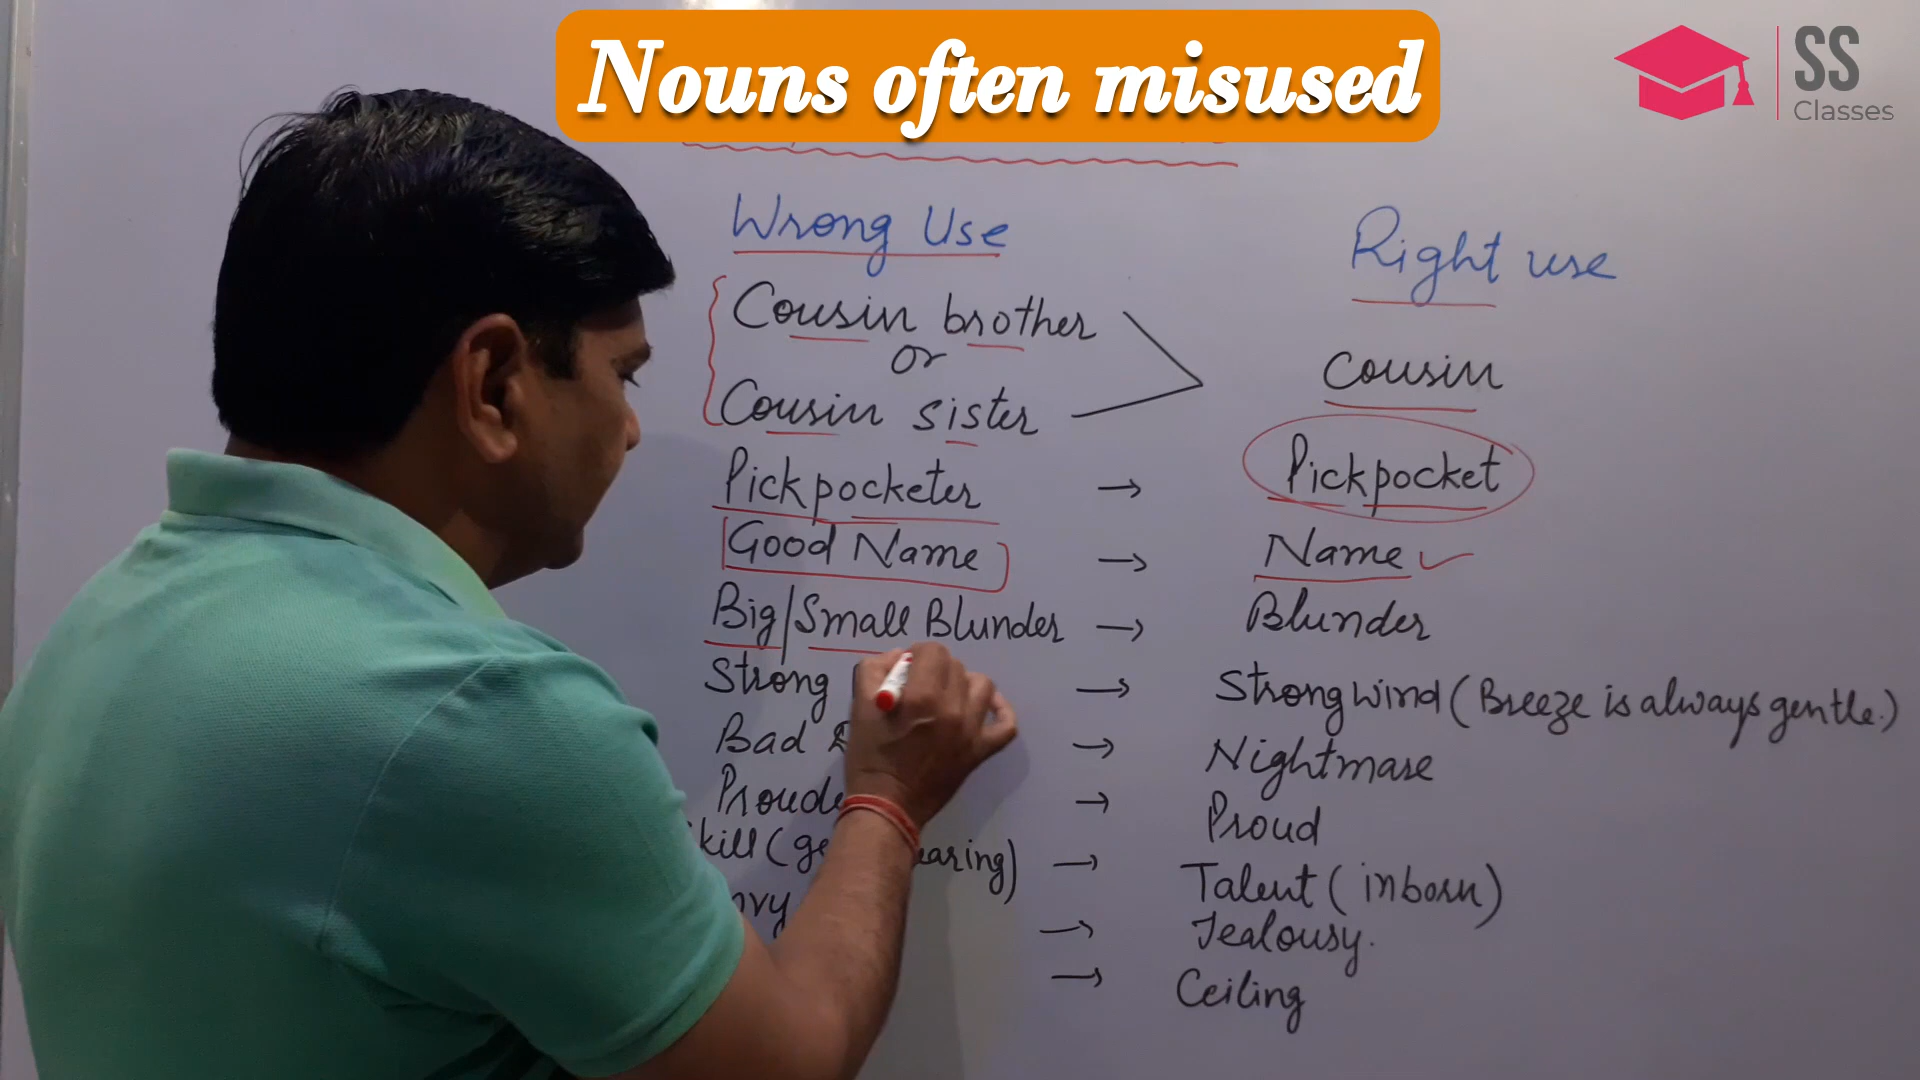 Nouns often misused
SS
Classes
Wrong Use
Right use
Cousin brother
or
Cousin sister
Cousin
Pickpocketer → Pickpocket
Good Name → Name ✓
Big/Small Blunder → Blunder
Strong → Strong wind (Breeze is always gentle.)
Bad → Nightmare
→ Proud
(inborn)
→ Talent
→ Jealousy.
→ Ceiling